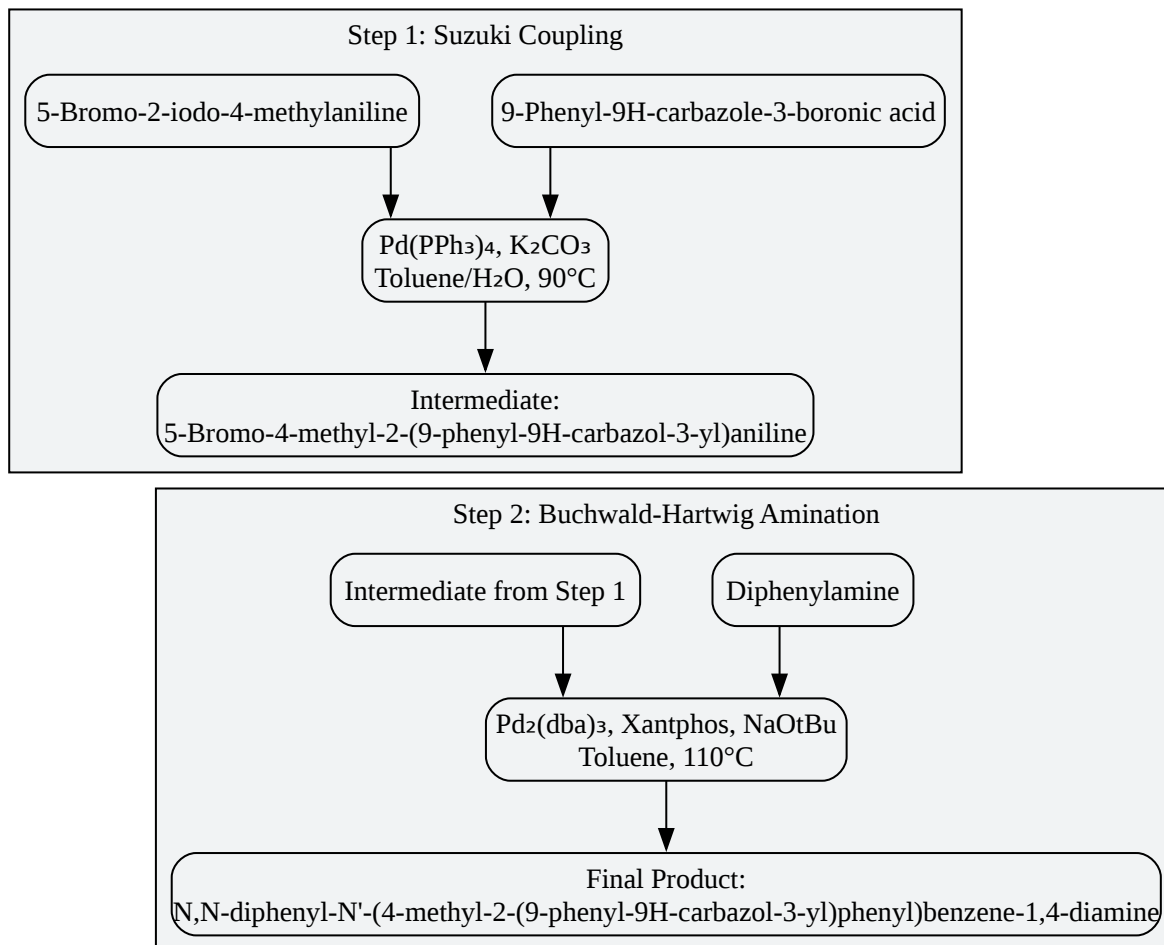 Step 1: Suzuki Coupling
5-Bromo-2-iodo-4-methylaniline
9-Phenyl-9H-carbazole-3-boronic acid
Pd(PPh₃)₄, K₂CO₃
Toluene/H₂O, 90°C
Intermediate:
5-Bromo-4-methyl-2-(9-phenyl-9H-carbazol-3-yl)aniline
Step 2: Buchwald-Hartwig Amination
Intermediate from Step 1
Diphenylamine
Pd₂(dba)₃, Xantphos, NaOtBu
Toluene, 110°C
Final Product:
N,N-diphenyl-N'-(4-methyl-2-(9-phenyl-9H-carbazol-3-yl)phenyl)benzene-1,4-diamine